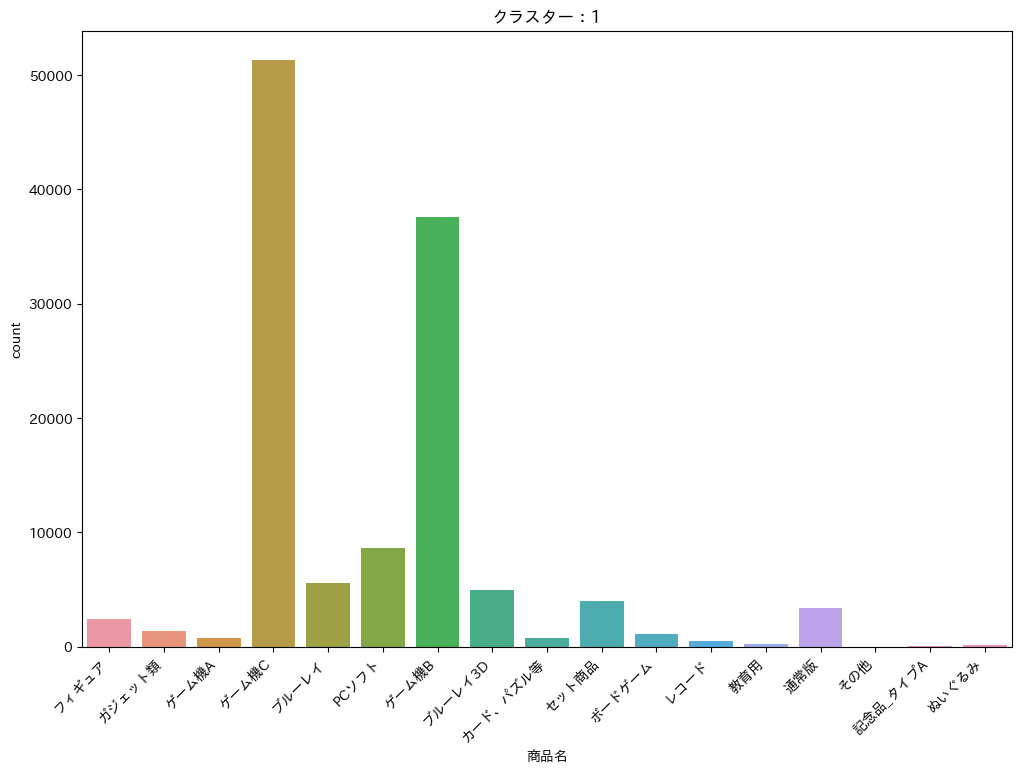 クラスター：1
50000
40000
30000
20000
10000
0
count
フィギュア
ガジェット類
ゲーム機A
ゲーム機C
ブルーレイ
PCソフト
ゲーム機B
ブルーレイ3D
カード、パズル等
セット商品
ボードゲーム
レコード
教育用
通常版
その他
記念品_タイプA
ぬいぐるみ
商品名